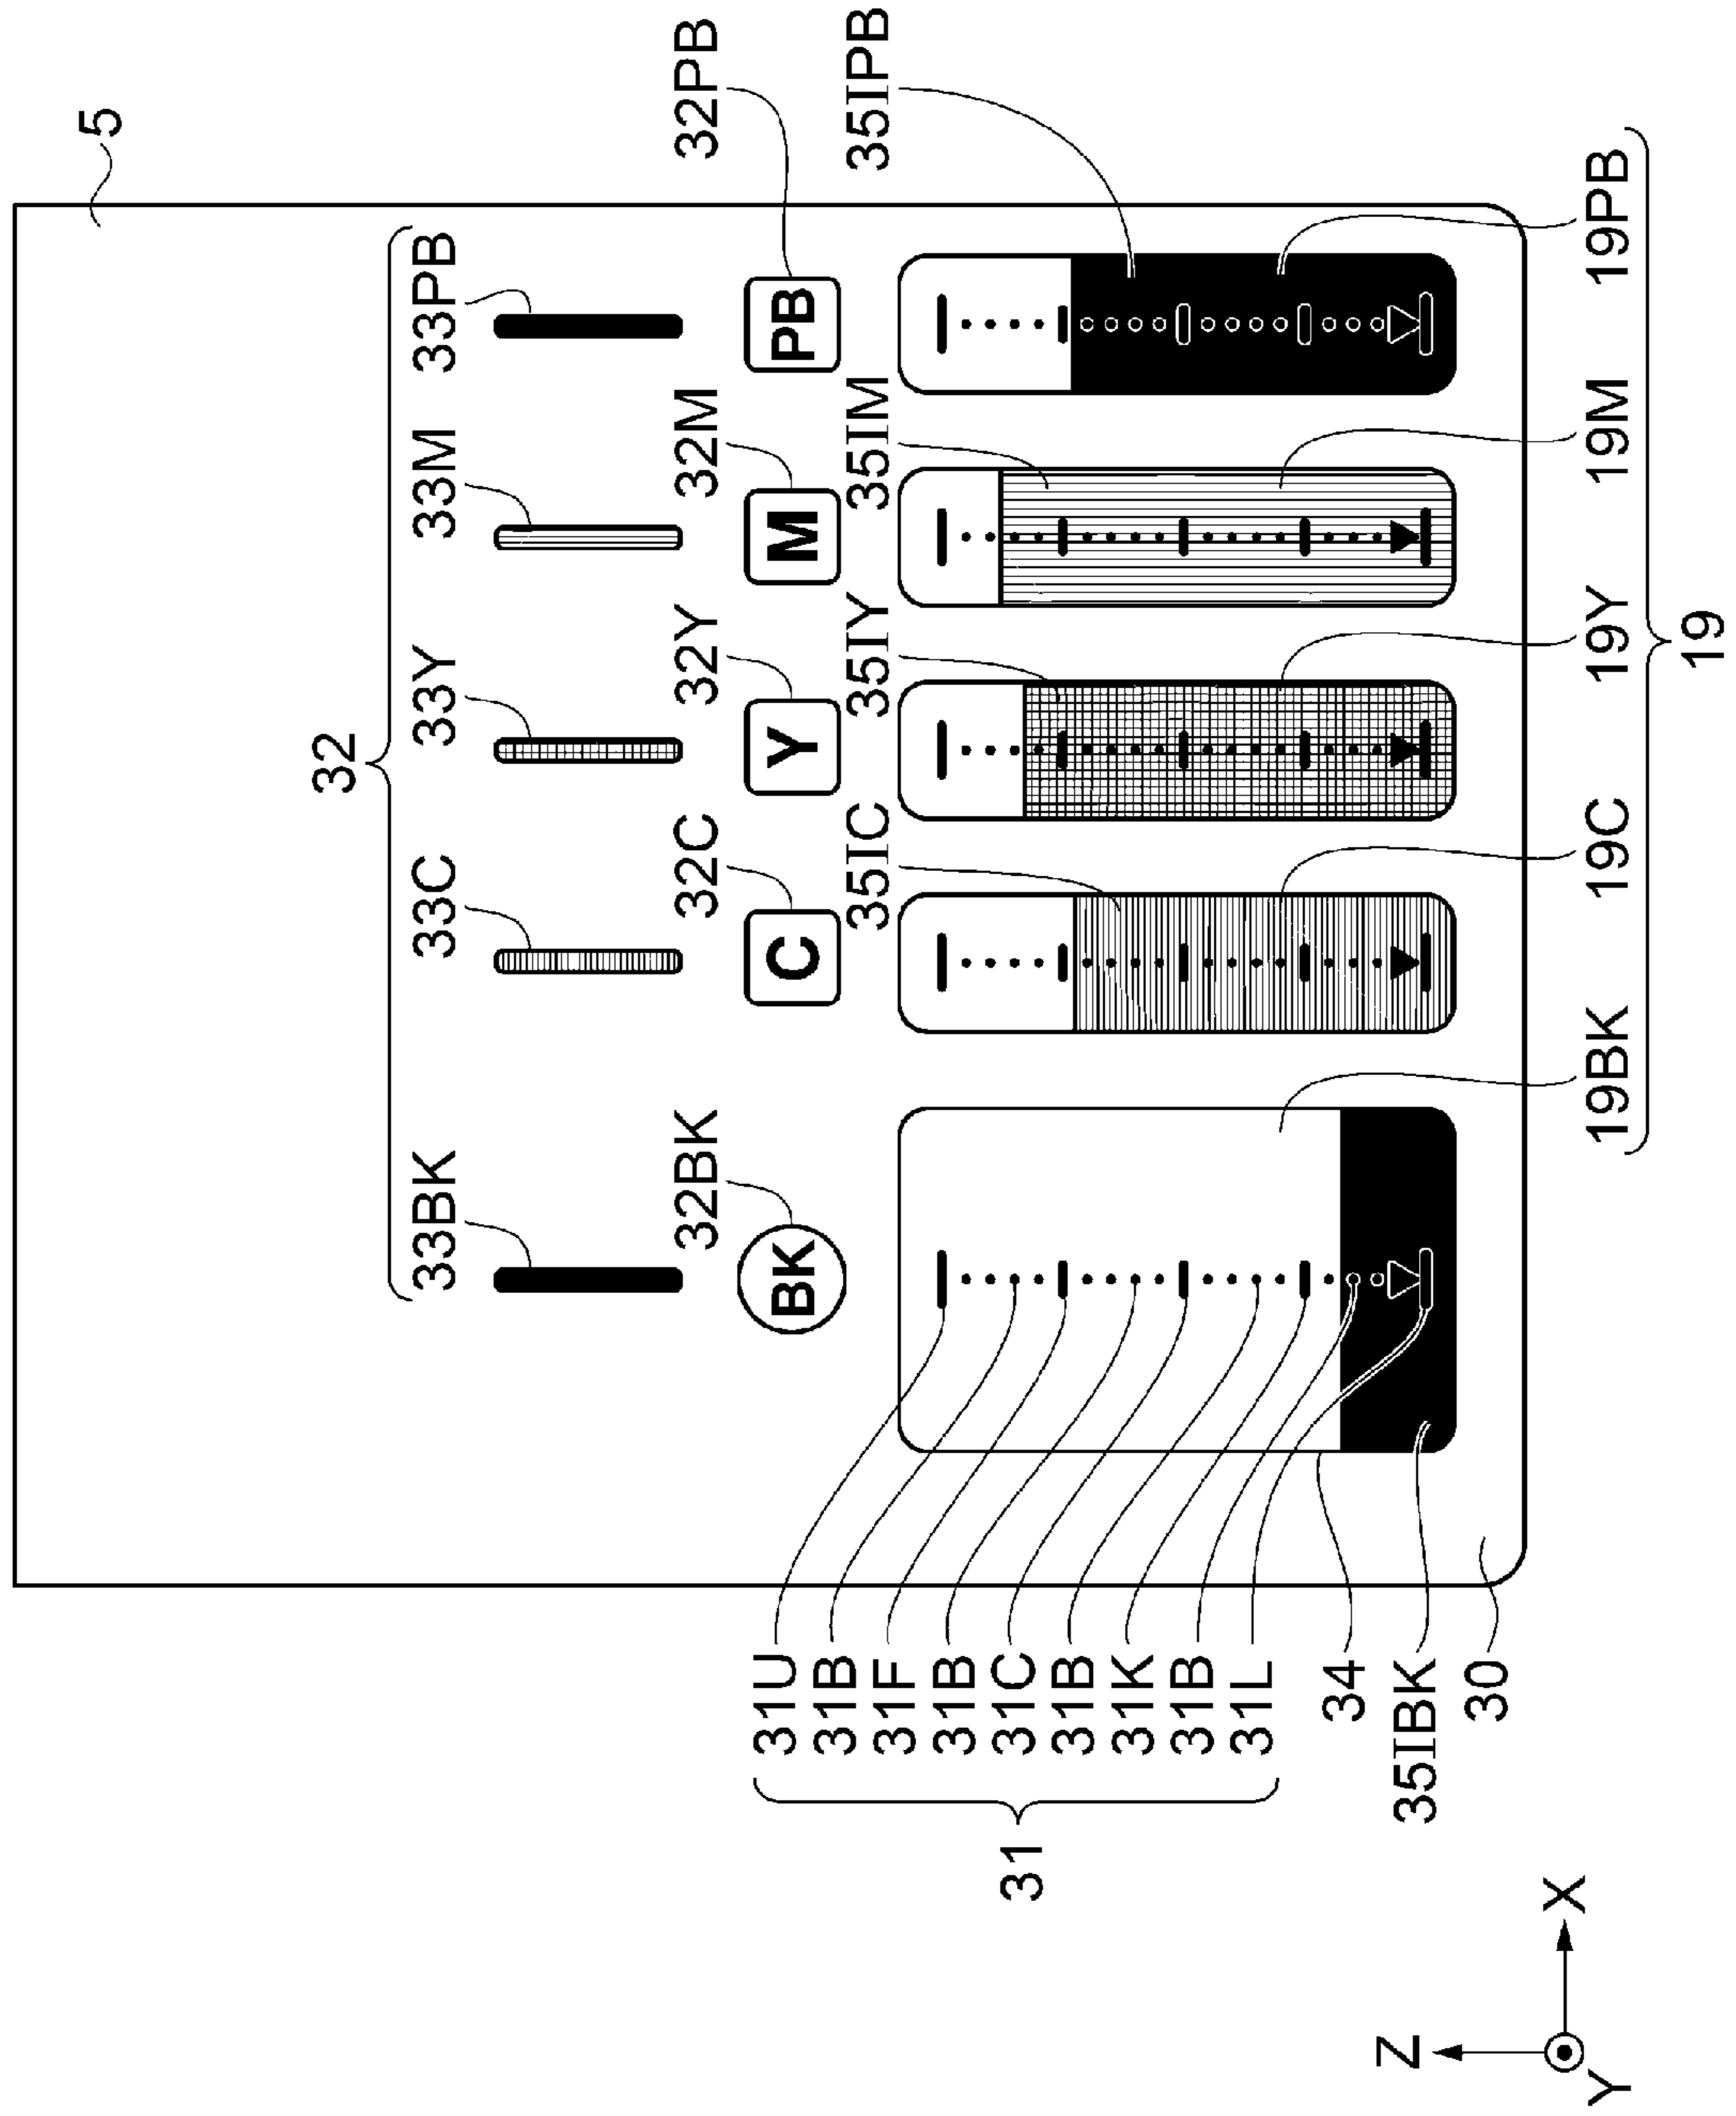 5
32
33BK
33C
33Y
33M
33PB
32BK
32C
32Y
32M
32PB
BK
C
Y
M
PB
35IC
35IY
35IM
35IPB
31
31U
31B
31F
31B
31C
31B
31K
31B
31L
34
35IBK
30
19BK
19C
19Y
19M
19PB
19
Z
Y
X